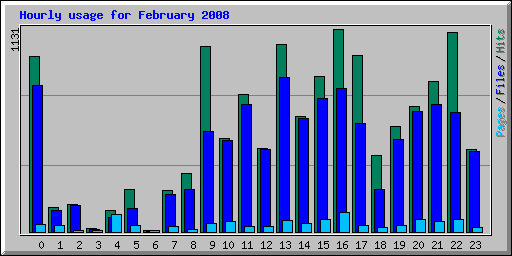 Hourly usage for February 2008
1131
Pages/Files/Hits
0 1 2 3 4 5 6 7 8 9 10 11 12 13 14 15 16 17 18 19 20 21 22 23